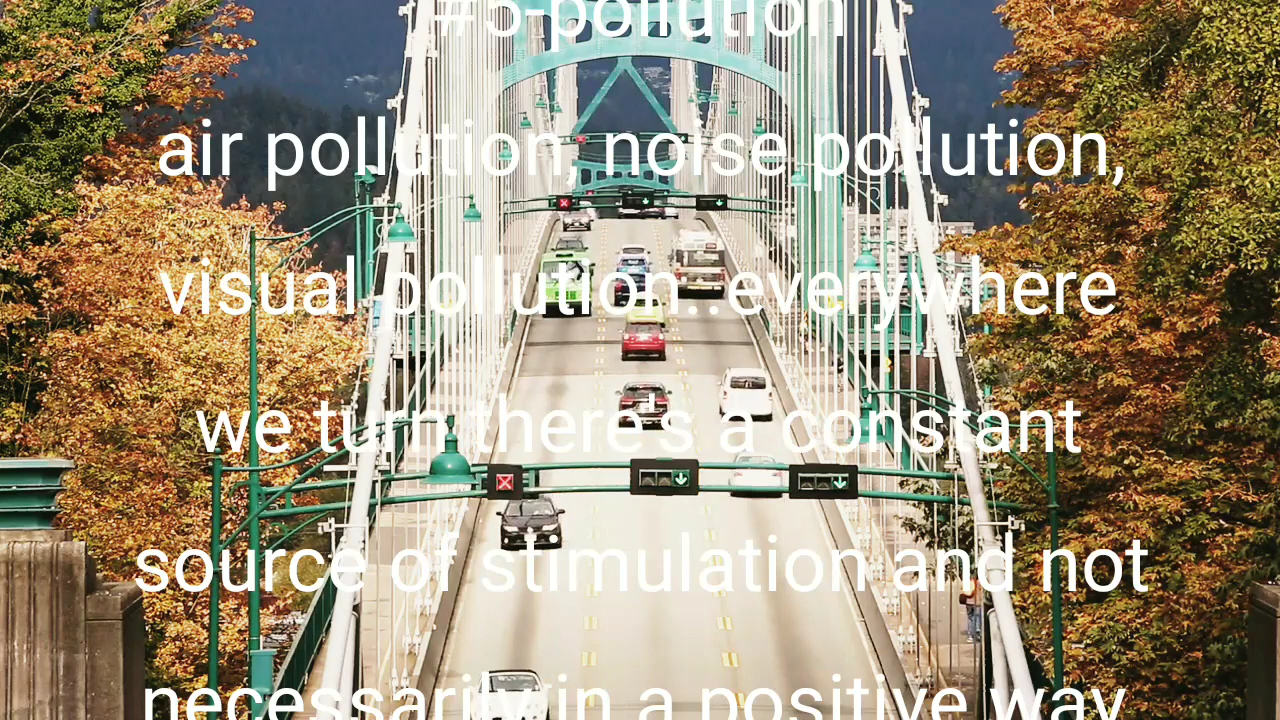 #5-pollution
air pollution, noise pollution,
visual pollution...everywhere
we turn there's a constant
source of stimulation and not
necessarily in a positive way